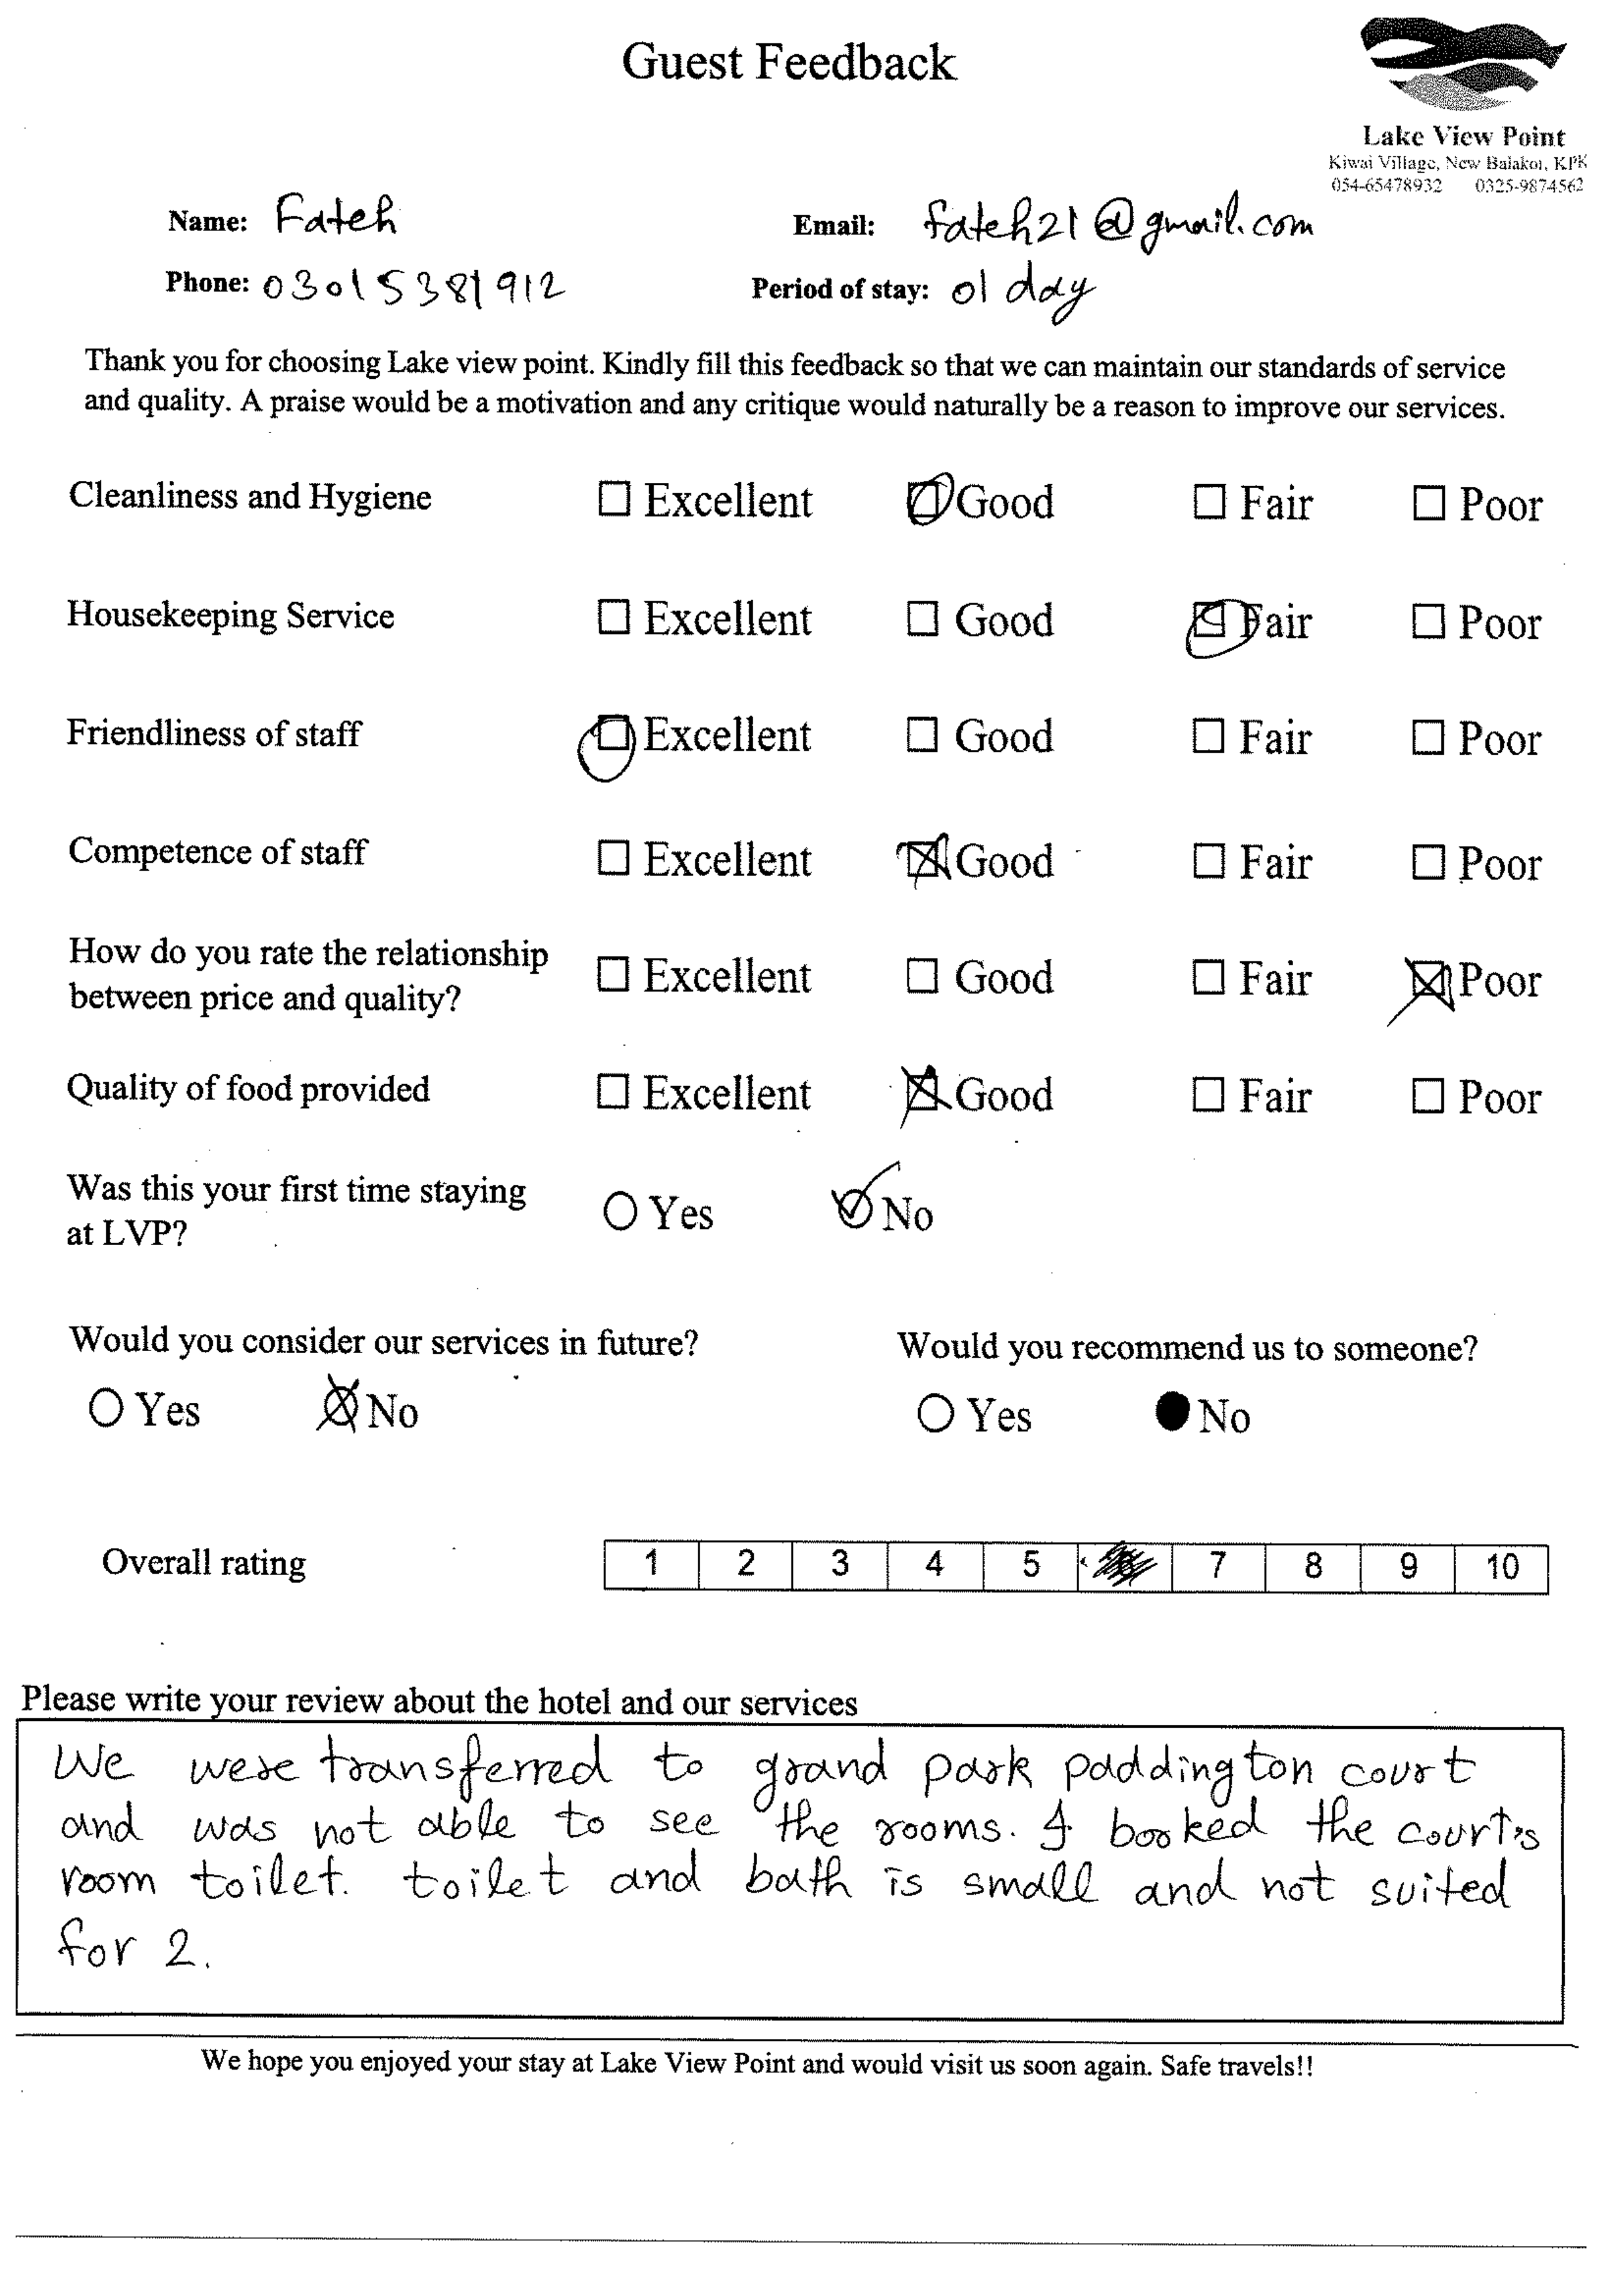 Guest Feedback
Lake View Point
Kiwai Village, New Balakot, KPK
054-65478932 0325-9874562
Name: Fateh Email: fateh21@gmail.com
Phone: 03015381912 Period of stay: 01 day
Thank you for choosing Lake view point. Kindly fill this feedback so that we can maintain our standards of service
and quality. A praise would be a motivation and any critique would naturally be a reason to improve our services.
Cleanliness and Hygiene Excellent Good Fair Poor
Housekeeping Service Excellent Good Fair Poor
Friendliness of staff Excellent Good Fair Poor
Competence of staff Excellent Good Fair Poor
How do you rate the relationship
between price and quality? Excellent Good Fair Poor
Quality of food provided Excellent Good Fair Poor
Was this your first time staying
at LVP? Yes No
Would you consider our services in future? Would you recommend us to someone?
Yes No Yes No
Overall rating 1 2 3 4 5 7 8 9 10
Please write your review about the hotel and our services
We were transferred to grand park paddington court
and was not able to see the rooms. I booked the court's
room toilet. toilet and bath is small and not suited
for 2.
We hope you enjoyed your stay at Lake View Point and would visit us soon again. Safe travels!!